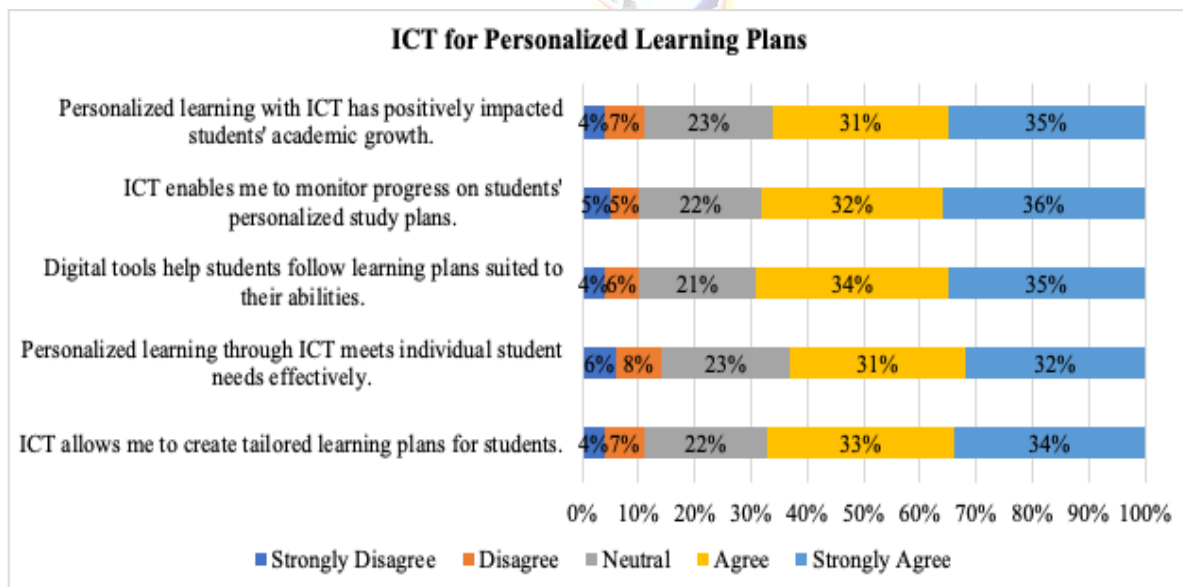 ICT for Personalized Learning Plans
Personalized learning with ICT has positively impacted
students' academic growth.
4% 7% 23% 31% 35%
ICT enables me to monitor progress on students'
personalized study plans.
5% 5% 22% 32% 36%
Digital tools help students follow learning plans suited to
their abilities.
4% 6% 21% 34% 35%
Personalized learning through ICT meets individual student
needs effectively.
6% 8% 23% 31% 32%
ICT allows me to create tailored learning plans for students.
4% 7% 22% 33% 34%
0% 10% 20% 30% 40% 50% 60% 70% 80% 90% 100%
Strongly Disagree Disagree Neutral Agree Strongly Agree